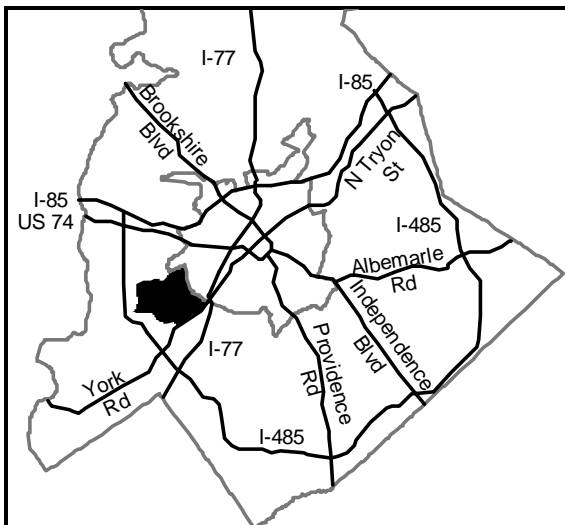 I-77
I-85
Brookshire
Blvd
N Tryon
St
I-85
US 74
I-485
Albemarle
Rd
Independence
Blvd
Providence
Rd
I-77
York
Rd
I-485